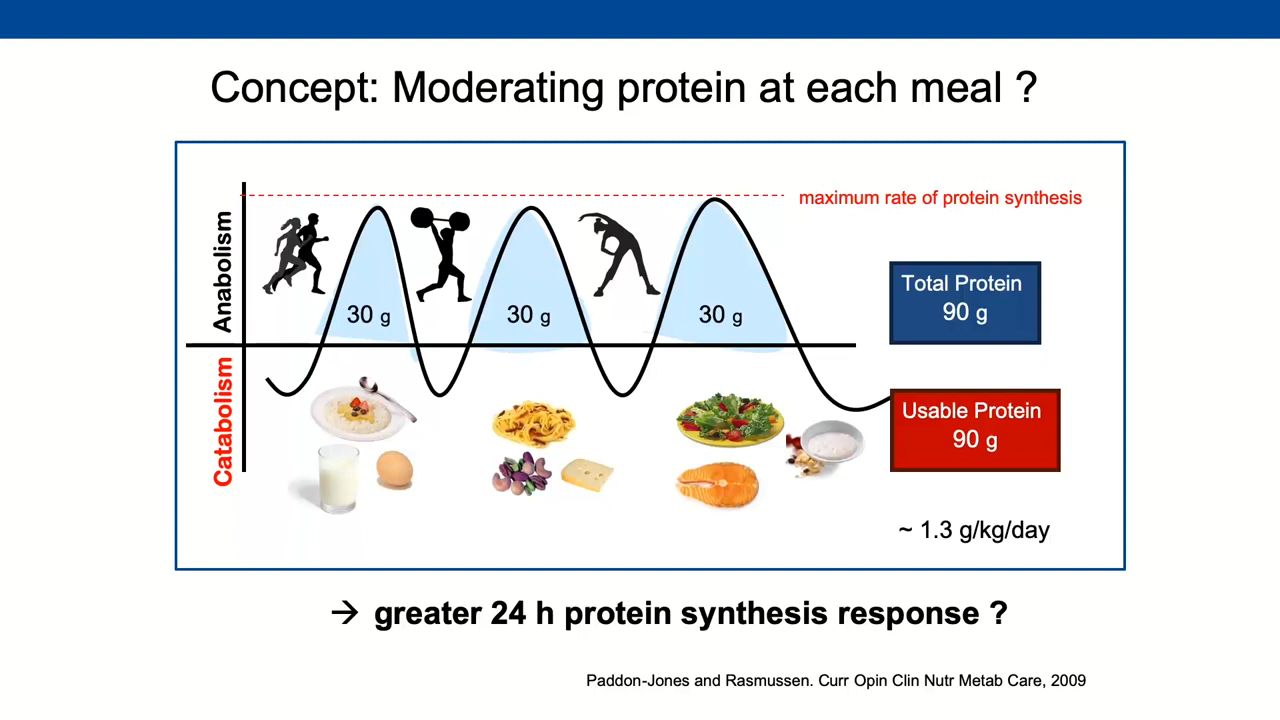 Concept: Moderating protein at each meal ?
maximum rate of protein synthesis
Anabolism
Catabolism
30 g
30 g
30 g
Total Protein
90 g
Usable Protein
90 g
~ 1.3 g/kg/day
→ greater 24 h protein synthesis response ?
Paddon-Jones and Rasmussen. Curr Opin Clin Nutr Metab Care, 2009